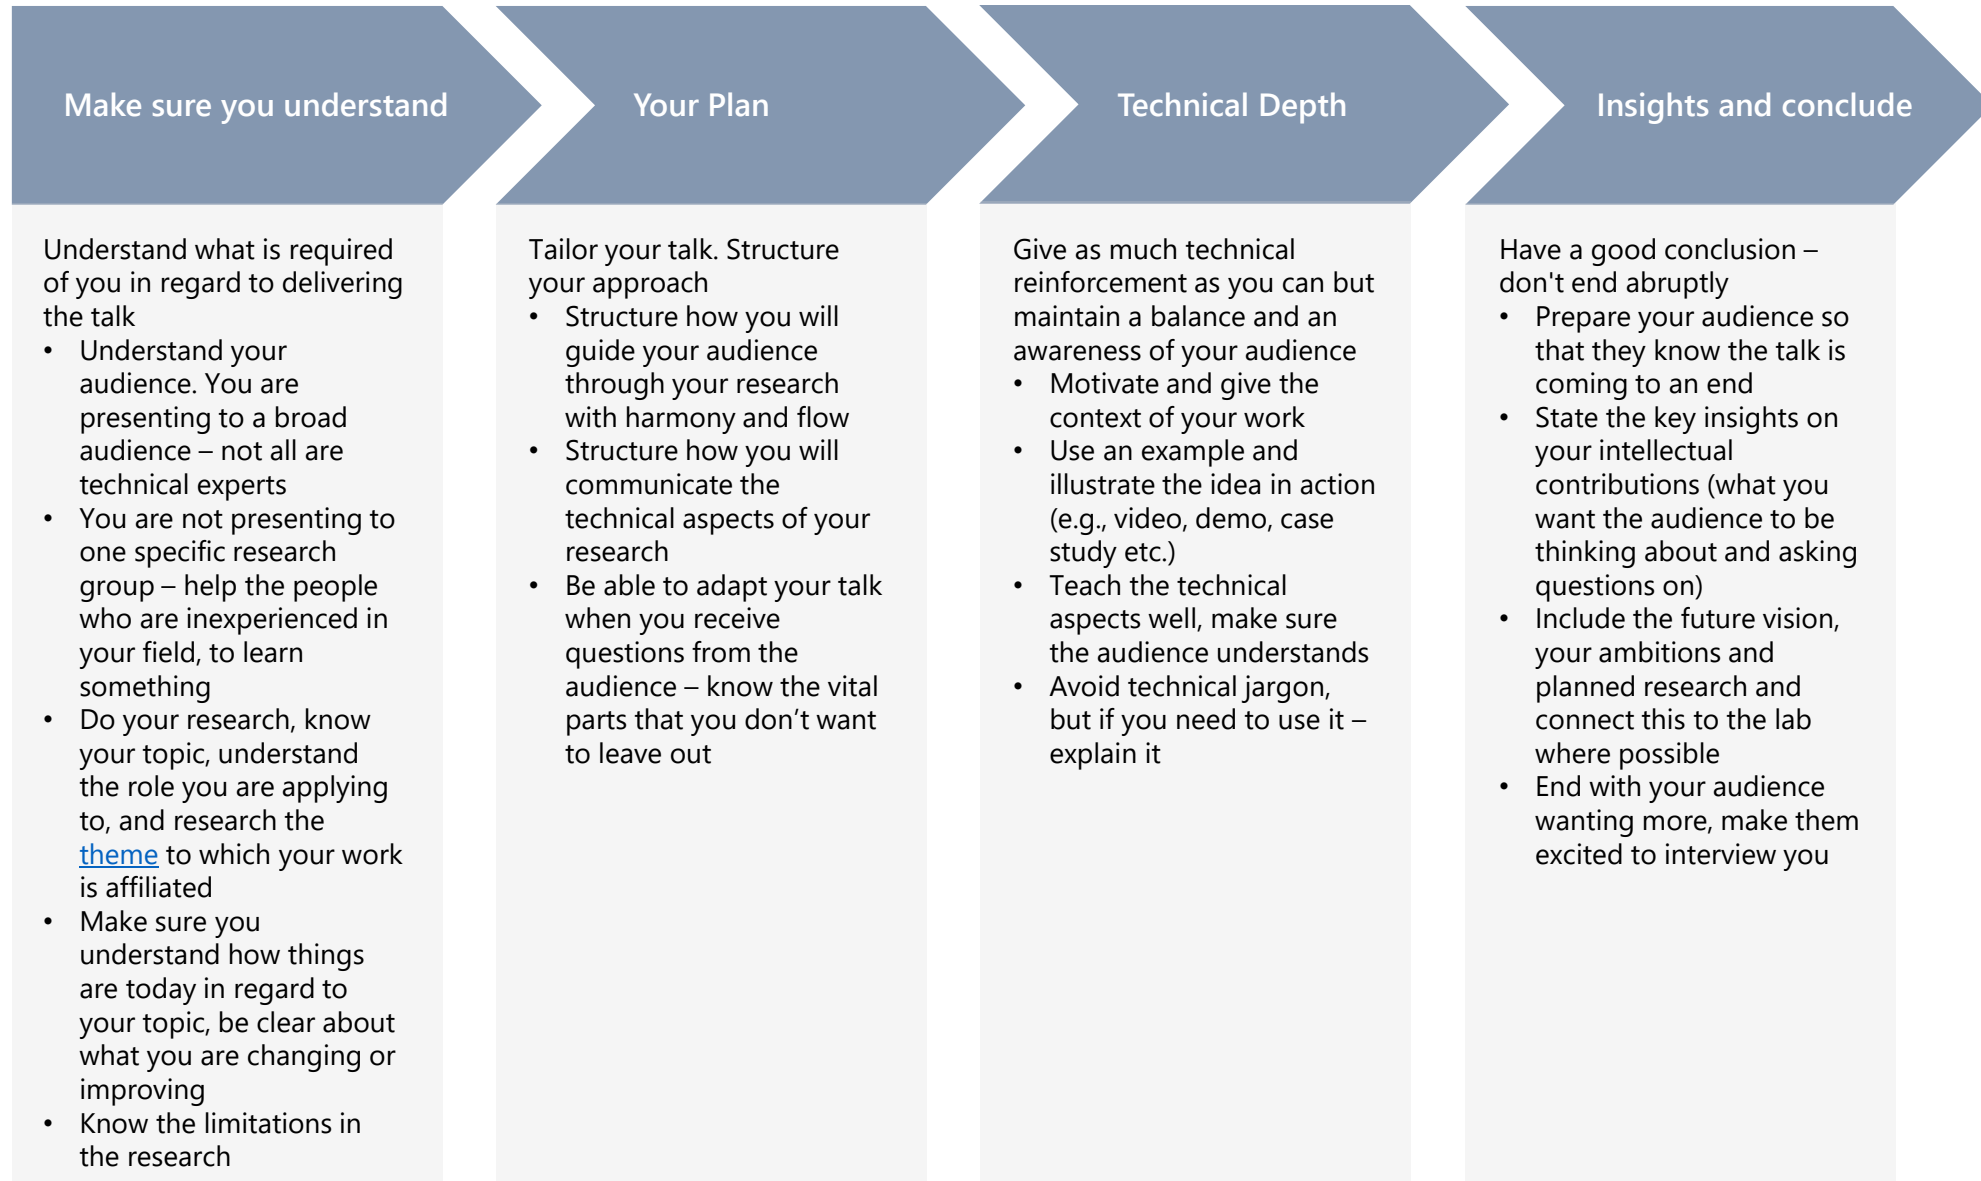 Make sure you understand
Understand what is required
of you in regard to delivering
the talk
• Understand your
audience. You are
presenting to a broad
audience – not all are
technical experts
• You are not presenting to
one specific research
group – help the people
who are inexperienced in
your field, to learn
something
• Do your research, know
your topic, understand
the role you are applying
to, and research the
theme to which your work
is affiliated
• Make sure you
understand how things
are today in regard to
your topic, be clear about
what you are changing or
improving
• Know the limitations in
the research
Your Plan
Tailor your talk. Structure
your approach
• Structure how you will
guide your audience
through your research
with harmony and flow
• Structure how you will
communicate the
technical aspects of your
research
• Be able to adapt your talk
when you receive
questions from the
audience – know the vital
parts that you don’t want
to leave out
Technical Depth
Give as much technical
reinforcement as you can but
maintain a balance and an
awareness of your audience
• Motivate and give the
context of your work
• Use an example and
illustrate the idea in action
(e.g., video, demo, case
study etc.)
• Teach the technical
aspects well, make sure
the audience understands
• Avoid technical jargon,
but if you need to use it –
explain it
Insights and conclude
Have a good conclusion –
don't end abruptly
• Prepare your audience so
that they know the talk is
coming to an end
• State the key insights on
your intellectual
contributions (what you
want the audience to be
thinking about and asking
questions on)
• Include the future vision,
your ambitions and
planned research and
connect this to the lab
where possible
• End with your audience
wanting more, make them
excited to interview you